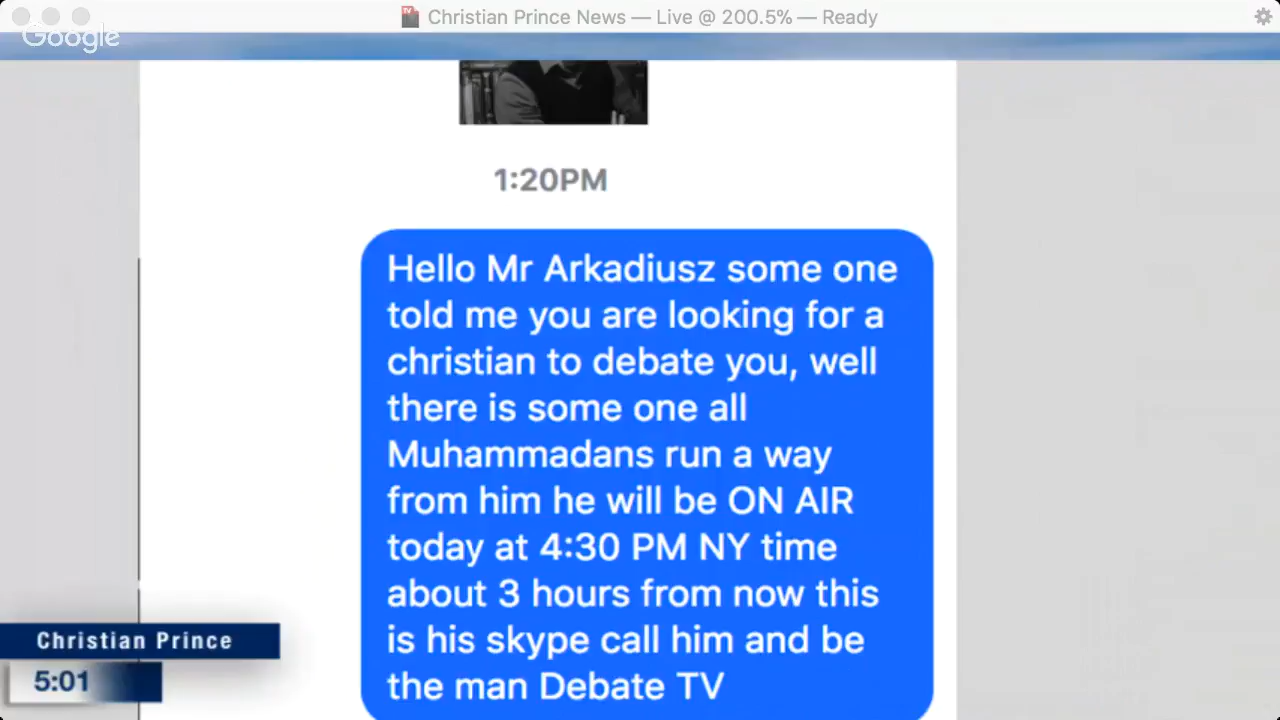 Christian Prince News — Live @ 200.5% — Ready
Google
1:20PM
Hello Mr Arkadiusz some one
told me you are looking for a
christian to debate you, well
there is some one all
Muhammadans run a way
from him he will be ON AIR
today at 4:30 PM NY time
about 3 hours from now this
is his skype call him and be
the man Debate TV
Christian Prince
5:01